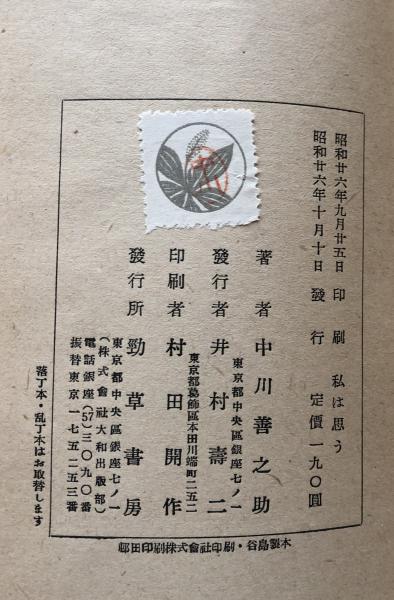 昭和廿六年九月廿五日 印刷 私は思う
昭和廿六年十月十日 發行 定價一九〇圓
著者 中川善之助
東京都中央區銀座七ノ一
發行者 井村壽二
東京都葛飾區本田川端町二五二
印刷者 村田開作
發行所 勁草書房
東京都中央區銀座七ノ一
(株式會社大和出版部)
電話銀座(57)三〇九〇番
振替東京一七五二五三番
落丁本・乱丁本はお取替します
邨田印刷株式會社印刷・谷島製本